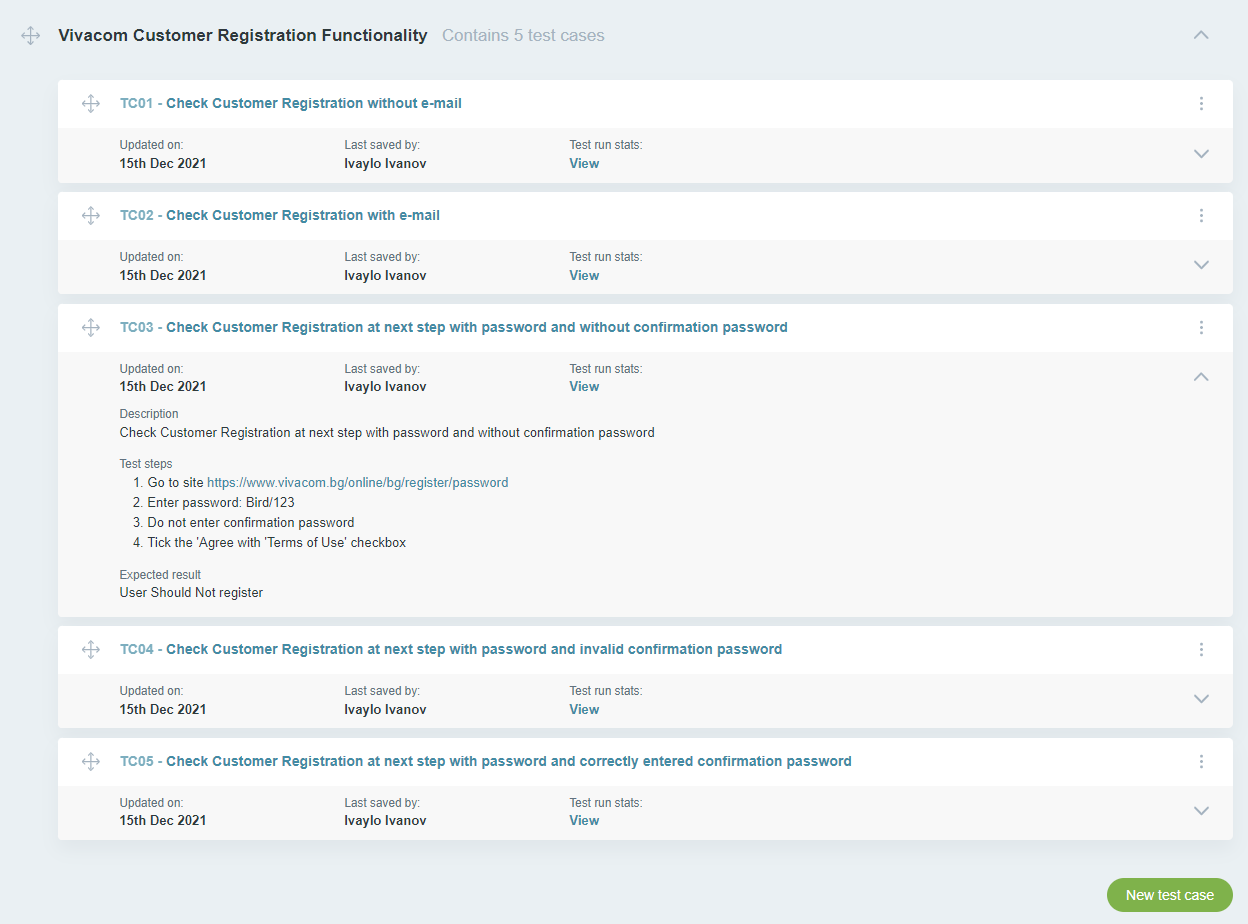 Vivacom Customer Registration Functionality Contains 5 test cases
TC01 - Check Customer Registration without e-mail
Updated on: Last saved by: Test run stats:
15th Dec 2021 Ivaylo Ivanov View
TC02 - Check Customer Registration with e-mail
Updated on: Last saved by: Test run stats:
15th Dec 2021 Ivaylo Ivanov View
TC03 - Check Customer Registration at next step with password and without confirmation password
Updated on: Last saved by: Test run stats:
15th Dec 2021 Ivaylo Ivanov View
Description
Check Customer Registration at next step with password and without confirmation password
Test steps
1. Go to site https://www.vivacom.bg/online/bg/register/password
2. Enter password: Bird/123
3. Do not enter confirmation password
4. Tick the 'Agree with 'Terms of Use' checkbox
Expected result
User Should Not register
TC04 - Check Customer Registration at next step with password and invalid confirmation password
Updated on: Last saved by: Test run stats:
15th Dec 2021 Ivaylo Ivanov View
TC05 - Check Customer Registration at next step with password and correctly entered confirmation password
Updated on: Last saved by: Test run stats:
15th Dec 2021 Ivaylo Ivanov View
New test case